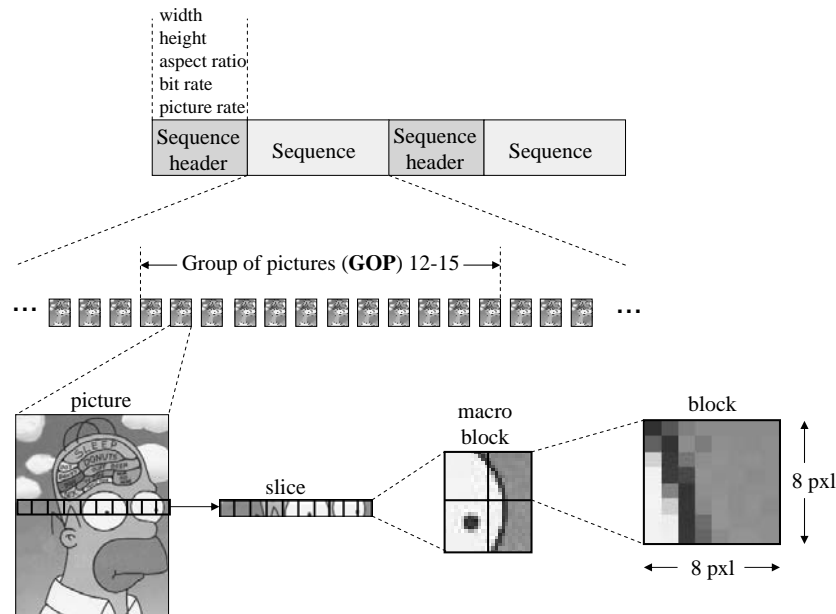 width
height
aspect ratio
bit rate
picture rate
Sequence header
Sequence
Sequence header
Sequence
Group of pictures (GOP) 12-15
...
...
picture
SLEEP
DONUTS
slice
macro block
block
8 pxl
8 pxl